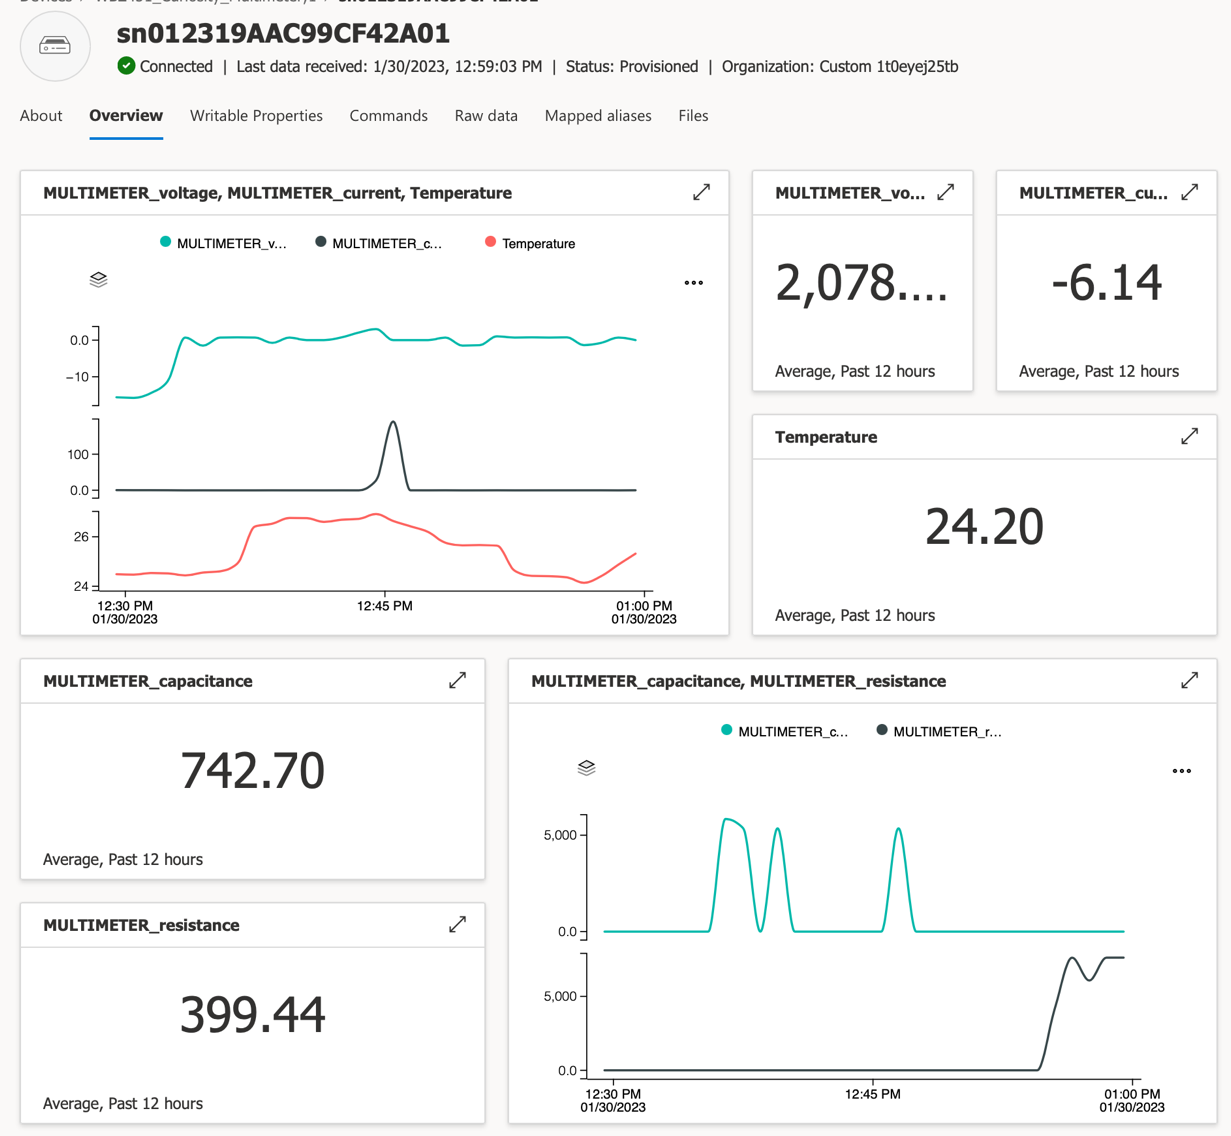 sn012319AAC99CF42A01
Connected | Last data received: 1/30/2023, 12:59:03 PM | Status: Provisioned | Organization: Custom 1t0eyej25tb
About Overview Writable Properties Commands Raw data Mapped aliases Files
MULTIMETER_voltage, MULTIMETER_current, Temperature
MULTIMETER_v... MULTIMETER_c... Temperature
0.0
−10
100
0.0
26
24
12:30 PM 12:45 PM 01:00 PM
01/30/2023 01/30/2023
MULTIMETER_vo...
2,078....
Average, Past 12 hours
MULTIMETER_cu...
-6.14
Average, Past 12 hours
Temperature
24.20
Average, Past 12 hours
MULTIMETER_capacitance
742.70
Average, Past 12 hours
MULTIMETER_resistance
399.44
Average, Past 12 hours
MULTIMETER_capacitance, MULTIMETER_resistance
MULTIMETER_c... MULTIMETER_r...
5,000
0.0
5,000
0.0
12:30 PM 12:45 PM 01:00 PM
01/30/2023 01/30/2023